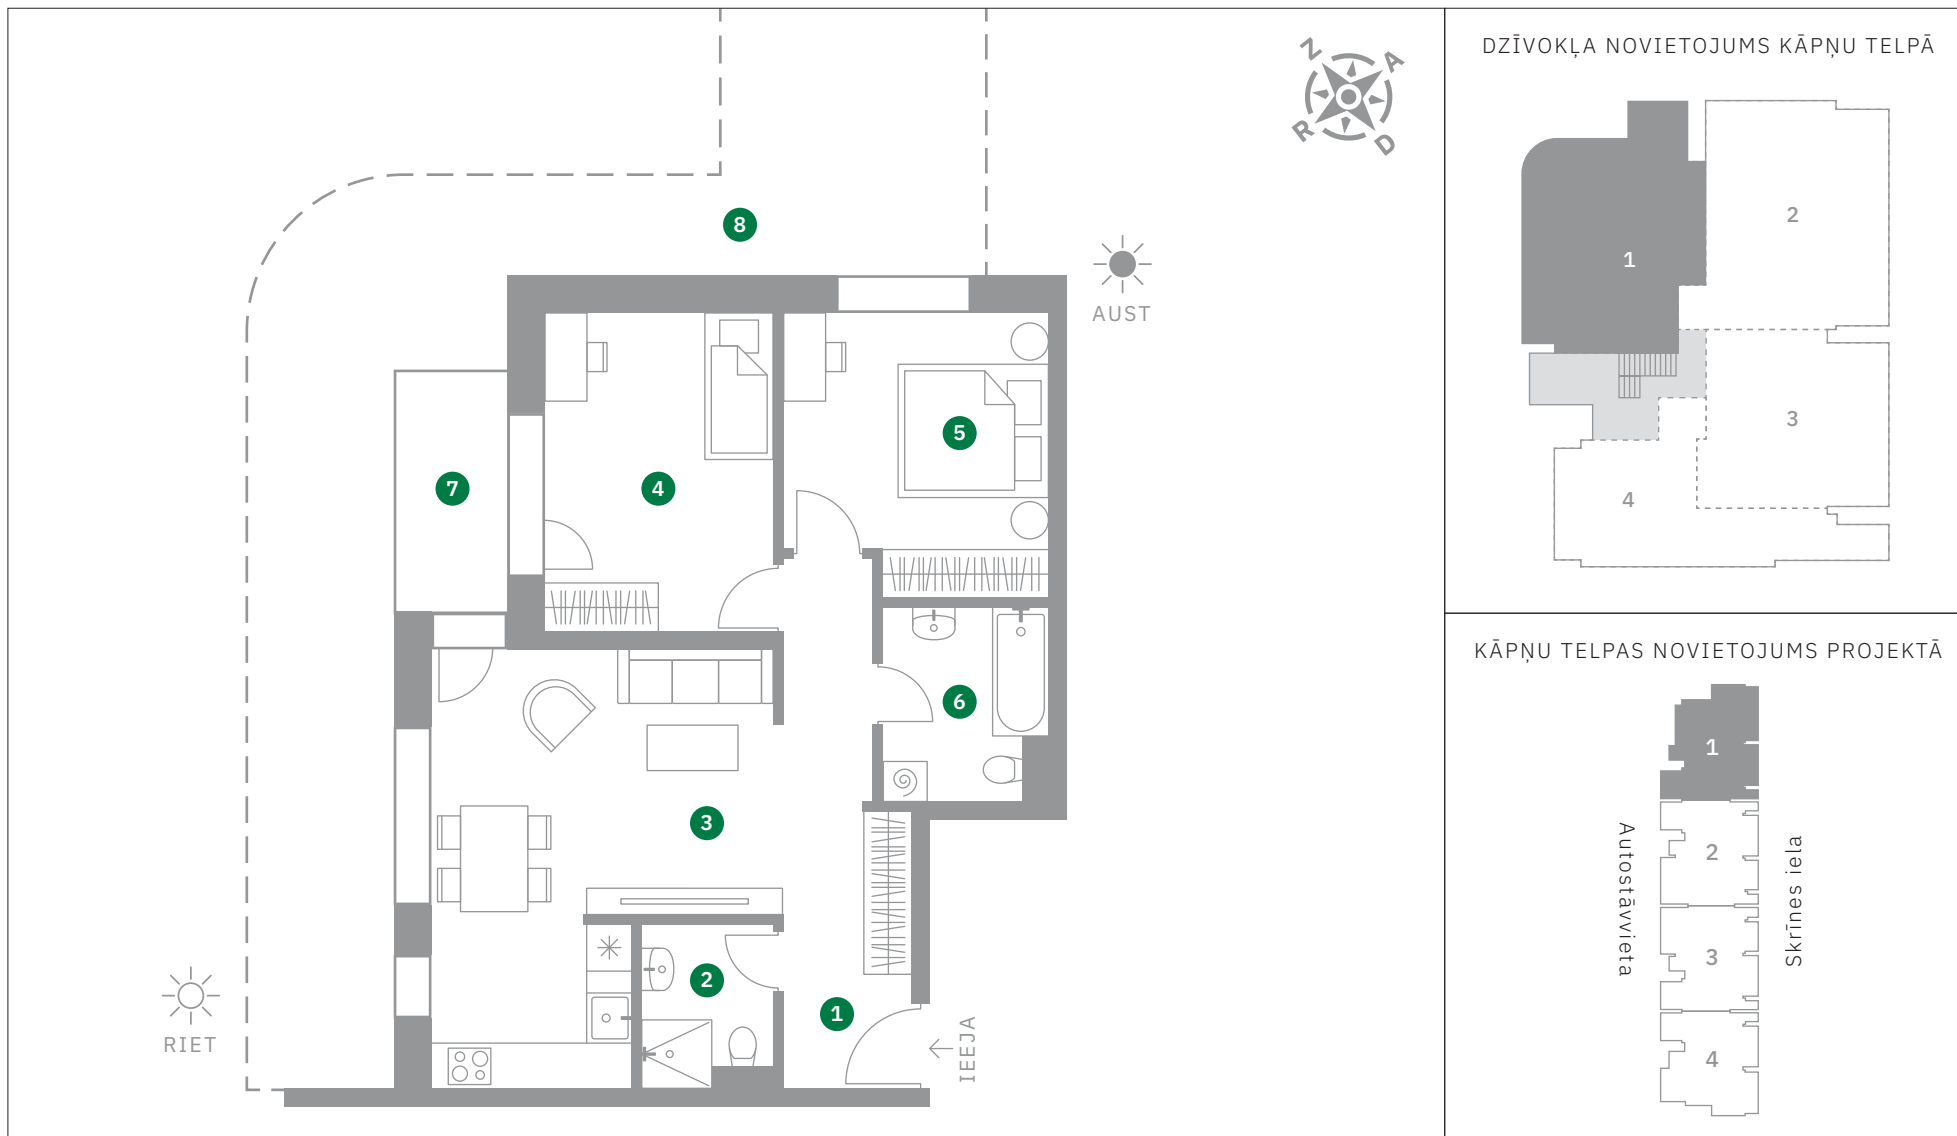 Z
A
R
D
8
AUST
5
4
7
6
3
2
1
RIET
IEEJA
DZĪVOKĻA NOVIETOJUMS KĀPŅU TELPĀ
2
1
3
4
KĀPŅU TELPAS NOVIETOJUMS PROJEKTĀ
1
2
3
4
Autostāvvieta
Skrīnes iela